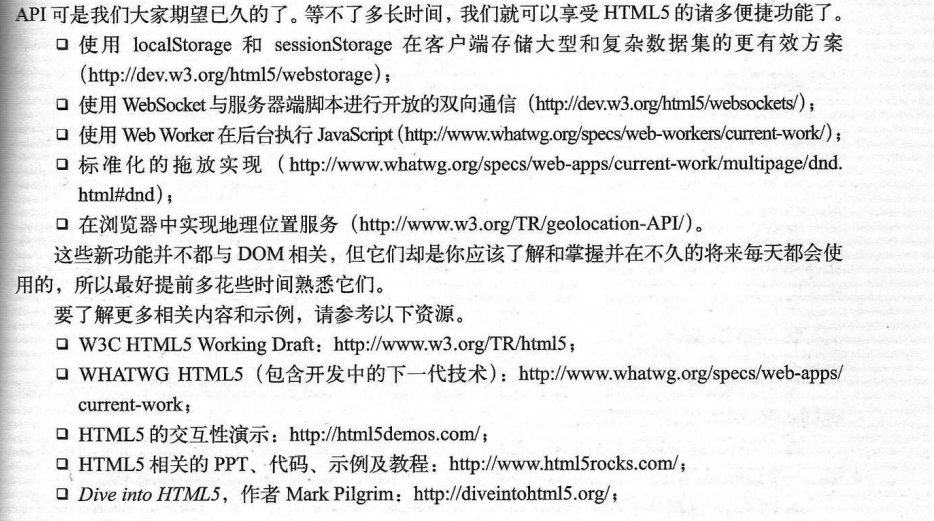 API 可是我们大家期望已久的了。等不了多长时间，我们就可以享受 HTML5 的诸多便捷功能了。
❑ 使用 localStorage 和 sessionStorage 在客户端存储大型和复杂数据集的更有效方案
（http://dev.w3.org/html5/webstorage）；
❑ 使用 WebSocket 与服务器端脚本进行开放的双向通信（http://dev.w3.org/html5/websockets/）；
❑ 使用 Web Worker 在后台执行 JavaScript（http://www.whatwg.org/specs/web-workers/current-work/）；
❑ 标准化的拖放实现（http://www.whatwg.org/specs/web-apps/current-work/multipage/dnd.
html#dnd）；
❑ 在浏览器中实现地理位置服务（http://www.w3.org/TR/geolocation-API/）。
这些新功能并不都与 DOM 相关，但它们却是你应该了解和掌握并在不久的将来每天都会使
用的，所以最好提前多花些时间熟悉它们。
要了解更多相关内容和示例，请参考以下资源。
❑ W3C HTML5 Working Draft：http://www.w3.org/TR/html5；
❑ WHATWG HTML5（包含开发中的下一代技术）：http://www.whatwg.org/specs/web-apps/
current-work；
❑ HTML5 的交互性演示：http://html5demos.com/；
❑ HTML5 相关的 PPT、代码、示例及教程：http://www.html5rocks.com/；
❑ Dive into HTML5，作者 Mark Pilgrim：http://diveintohtml5.org/；